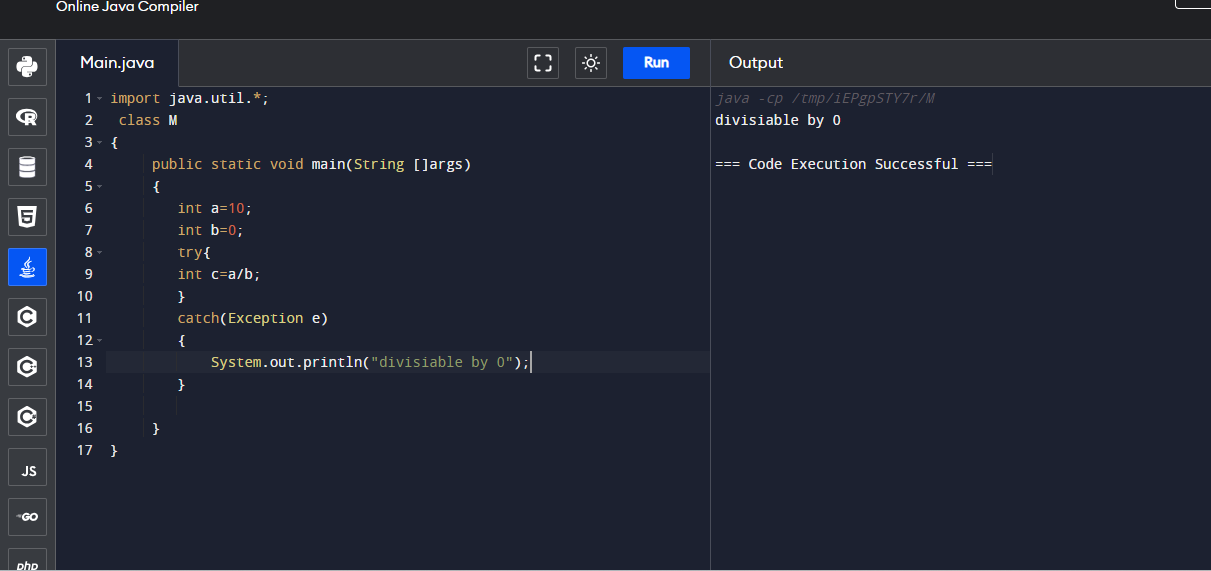 Online Java Compiler
Main.java
Run
Output
1 import java.util.*;
2 class M
3 {
4 public static void main(String []args)
5 {
6 int a=10;
7 int b=0;
8 try{
9 int c=a/b;
10 }
11 catch(Exception e)
12 {
13 System.out.println("divisiable by 0");
14 }
15
16 }
17 }
java -cp /tmp/iEPgpSTY7r/M
divisiable by 0
=== Code Execution Successful ===
R
5
C
C
C
JS
GO
php